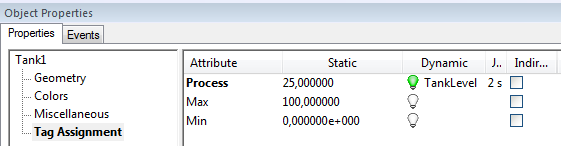 Object Properties
Properties Events
Tank1
Geometry
Colors
Miscellaneous
Tag Assignment
Attribute Static Dynamic J.. Indir...
Process 25,000000 TankLevel 2 s
Max 100,000000
Min 0,000000e+000